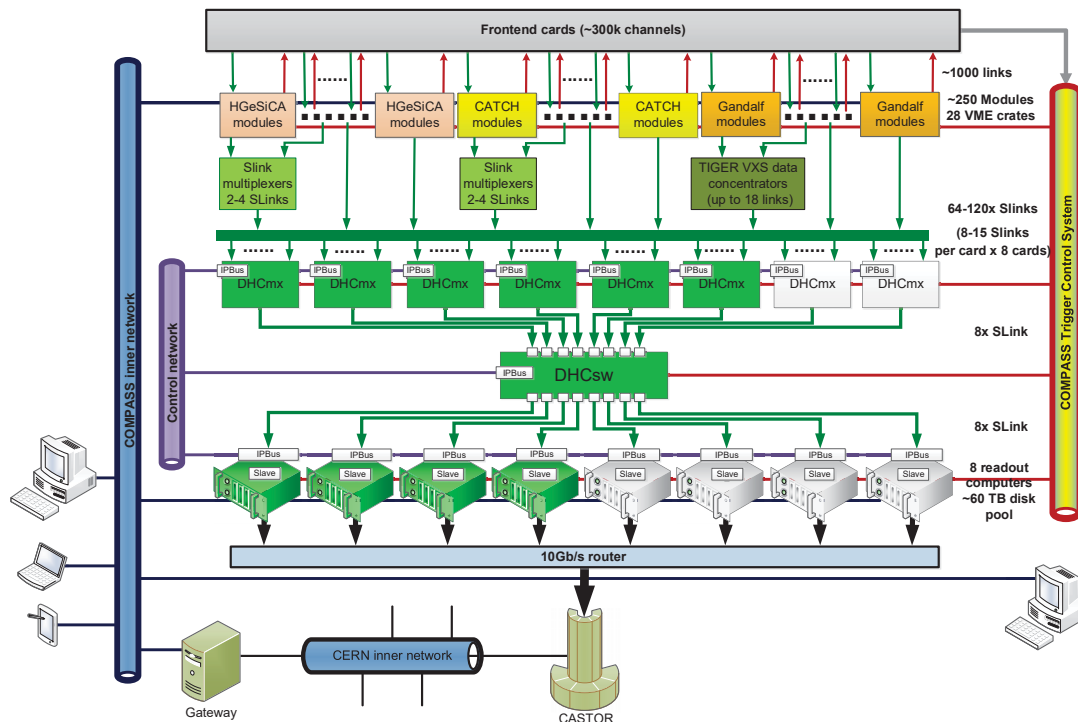 Frontend cards (~300k channels)
~1000 links
HGeSiCA
modules
HGeSiCA
modules
CATCH
modules
CATCH
modules
Gandalf
modules
Gandalf
modules
~250 Modules
28 VME crates
Slink
multiplexers
2-4 SLinks
Slink
multiplexers
2-4 SLinks
TIGER VXS data
concentrators
(up to 18 links)
64-120x Slinks
(8-15 Slinks
per card x 8 cards)
IPBus
DHCmx
IPBus
DHCmx
IPBus
DHCmx
IPBus
DHCmx
IPBus
DHCmx
IPBus
DHCmx
IPBus
DHCmx
IPBus
DHCmx
COMPASS inner network
Control network
COMPASS Trigger Control System
8x SLink
IPBus
DHCsw
8x SLink
IPBus
Slave
IPBus
Slave
IPBus
Slave
IPBus
Slave
IPBus
Slave
IPBus
Slave
IPBus
Slave
IPBus
Slave
8 readout
computers
~60 TB disk
pool
10Gb/s router
CERN inner network
Gateway
CASTOR